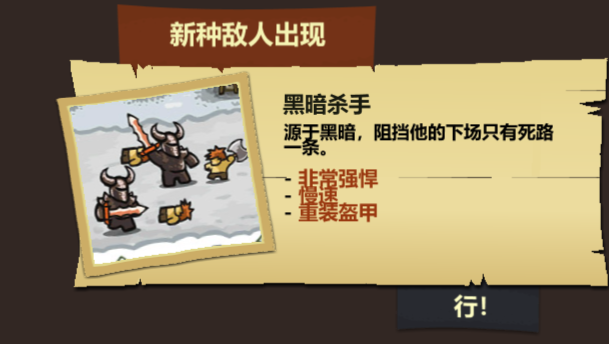 新种敌人出现
黑暗杀手
源于黑暗，阻挡他的下场只有死路
一条。
- 非常强悍
- 慢速
- 重装盔甲
行！